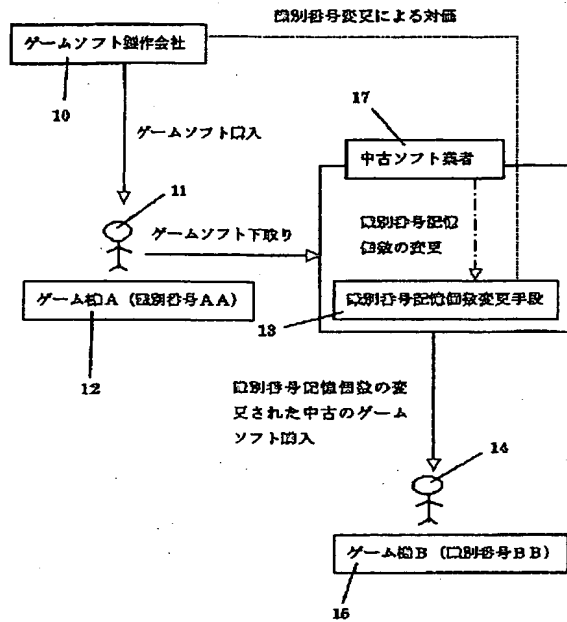 識別番号変更による対価
ゲームソフト製作会社
10
17
ゲームソフト購入
中古ソフト業者
11
ゲームソフト下取り
識別番号記憶
個数の変更
ゲーム機A(識別番号AA)
識別番号記憶個数変更手段
13
12
識別番号記憶個数の変
更された中古のゲーム
ソフト購入
14
ゲーム機B(識別番号BB)
15